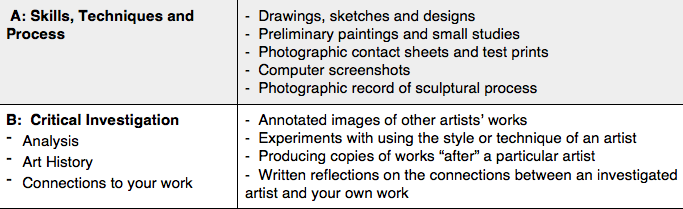 A: Skills, Techniques and
Process
- Drawings, sketches and designs
- Preliminary paintings and small studies
- Photographic contact sheets and test prints
- Computer screenshots
- Photographic record of sculptural process
B:  Critical Investigation
- Analysis
- Art History
- Connections to your work
- Annotated images of other artists’ works
- Experiments with using the style or technique of an artist
- Producing copies of works “after” a particular artist
- Written reflections on the connections between an investigated
artist and your own work